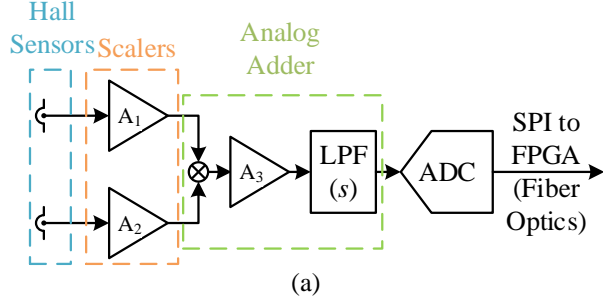 Hall
Sensors
Scalers
Analog
Adder
A1
A2
A3
LPF
(s)
ADC
SPI to
FPGA
(Fiber
Optics)
(a)